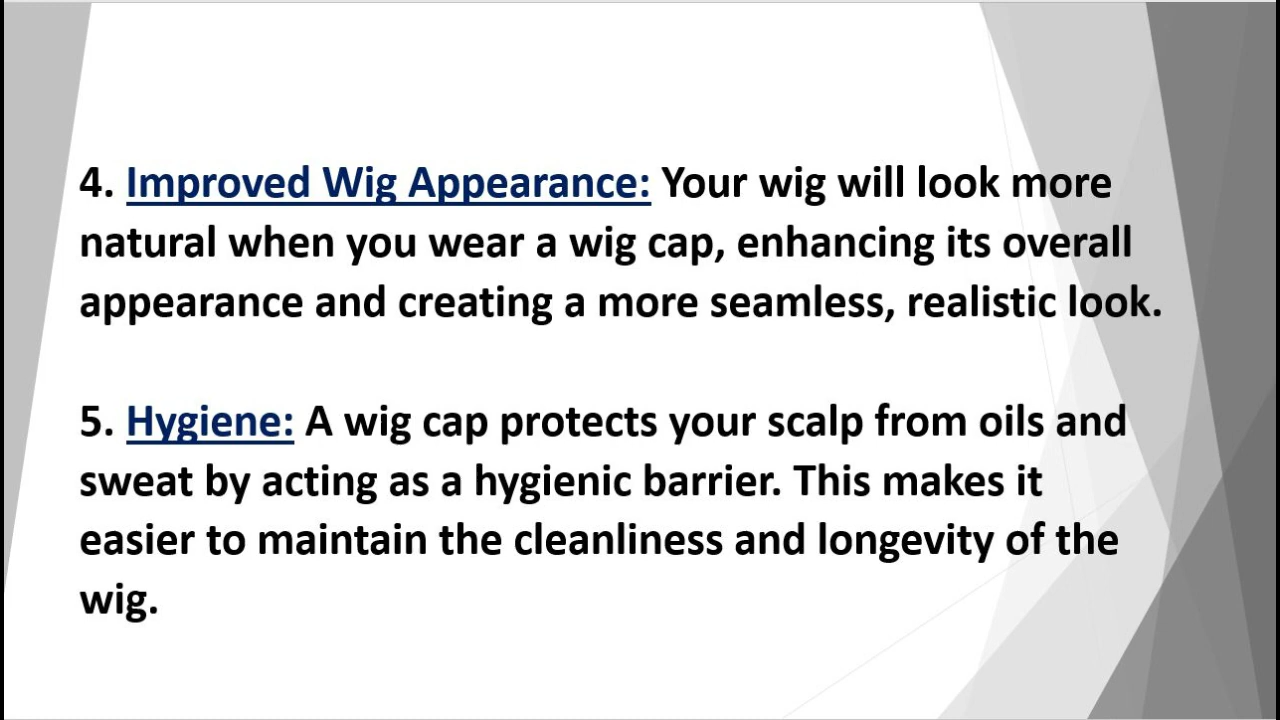 4. Improved Wig Appearance: Your wig will look more
natural when you wear a wig cap, enhancing its overall
appearance and creating a more seamless, realistic look.
5. Hygiene: A wig cap protects your scalp from oils and
sweat by acting as a hygienic barrier. This makes it
easier to maintain the cleanliness and longevity of the
wig.